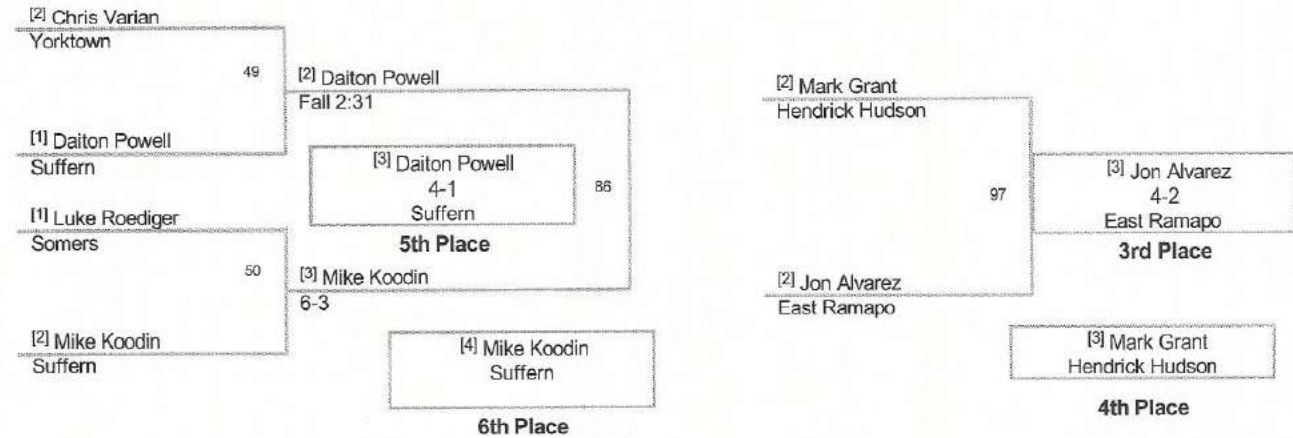 [2] Chris Varian
Yorktown
49
[2] Daiton Powell
Fall 2:31
[1] Daiton Powell
Suffern
[3] Daiton Powell
4-1
Suffern
5th Place
86
[1] Luke Roediger
Somers
50
[3] Mike Koodin
6-3
[2] Mike Koodin
Suffern
[4] Mike Koodin
Suffern
6th Place
[2] Mark Grant
Hendrick Hudson
97
[3] Jon Alvarez
4-2
East Ramapo
3rd Place
[2] Jon Alvarez
East Ramapo
[3] Mark Grant
Hendrick Hudson
4th Place